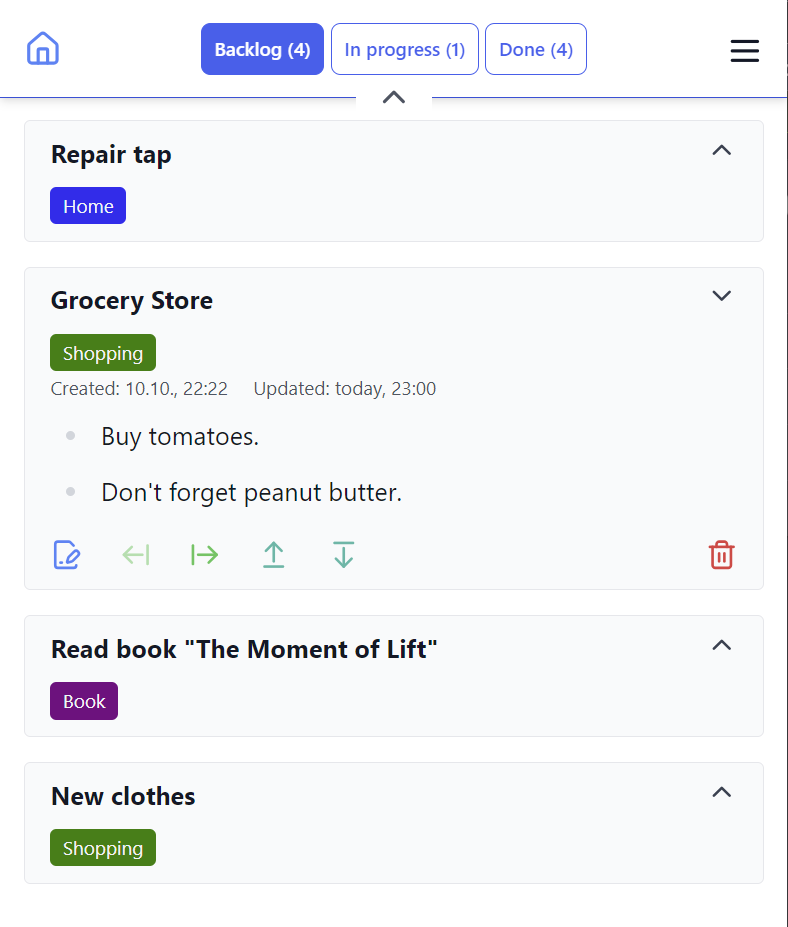 Backlog (4) In progress (1) Done (4)
Repair tap
Home
Grocery Store
Shopping
Created: 10.10., 22:22 Updated: today, 23:00
Buy tomatoes.
Don't forget peanut butter.
Read book "The Moment of Lift"
Book
New clothes
Shopping